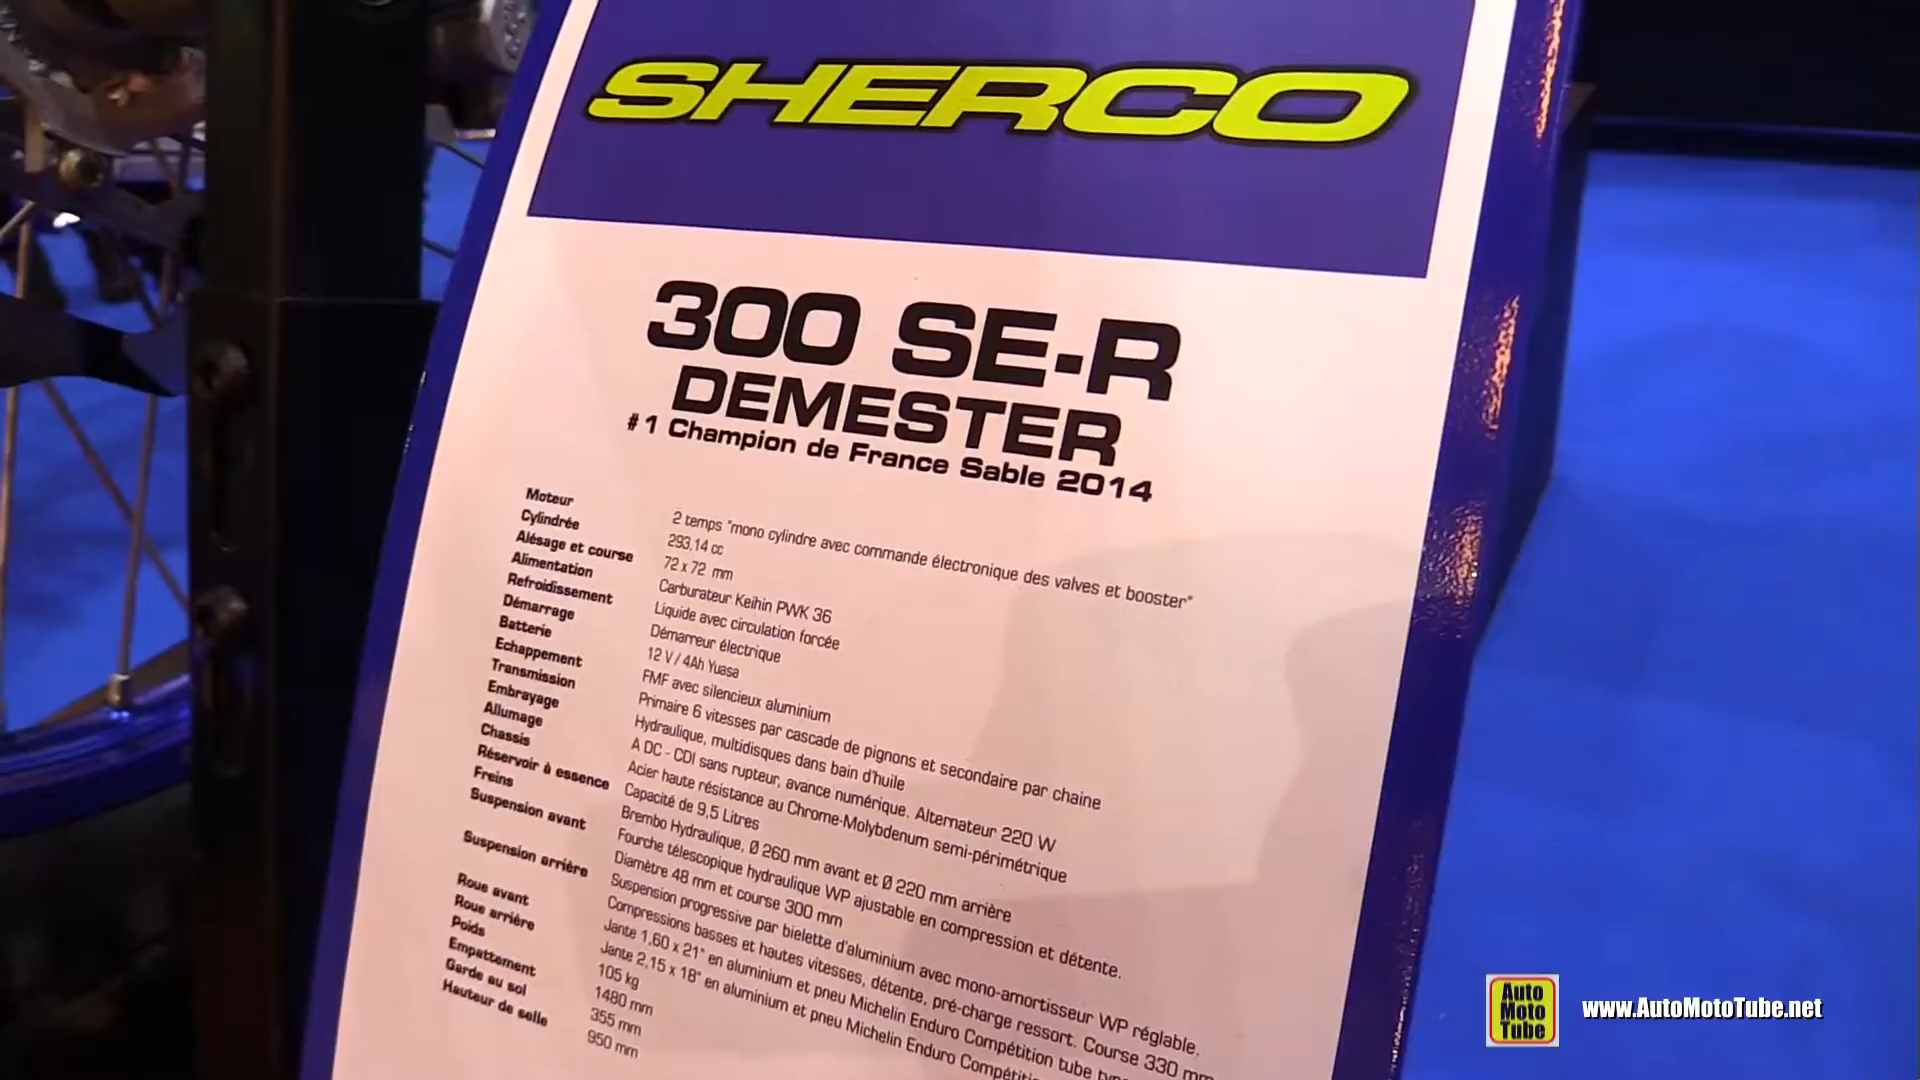 SHERCO
300 SE-R
DEMESTER
#1 Champion de France Sable 2014
Moteur 2 temps "mono cylindre avec commande électronique des valves et booster"
Cylindrée 293,14 cc
Alésage et course 72 x 72 mm
Alimentation Carburateur Keihin PWK 36
Refroidissement Liquide avec circulation forcée
Démarrage Démarreur électrique
Batterie 12 V / 4Ah Yuasa
Echappement FMF avec silencieux aluminium
Transmission Primaire 6 vitesses par cascade de pignons et secondaire par chaine
Embrayage Hydraulique, multidisques dans bain d'huile
Allumage A DC - CDI sans rupteur, avance numérique. Alternateur 220 W
Chassis Acier haute résistance au Chrome-Molybdenum semi-périmétrique
Réservoir à essence Capacité de 9,5 Litres
Freins Brembo Hydraulique, Ø 260 mm avant et Ø 220 mm arrière
Suspension avant Fourche télescopique hydraulique WP ajustable en compression et détente.
Diamètre 48 mm et course 300 mm
Suspension arrière Suspension progressive par bielette d'aluminium avec mono-amortisseur WP réglable.
Compressions basses et hautes vitesses, détente, pré-charge ressort. Course 330 mm
Roue avant Jante 1,60 x 21" en aluminium et pneu Michelin Enduro Compétition tube
Roue arrière Jante 2,15 x 18" en aluminium et pneu Michelin Enduro
Poids 105 kg
Empattement 1480 mm
Garde au sol 355 mm
Hauteur de selle 950 mm
Auto
Moto
Tube
www.AutoMotoTube.net